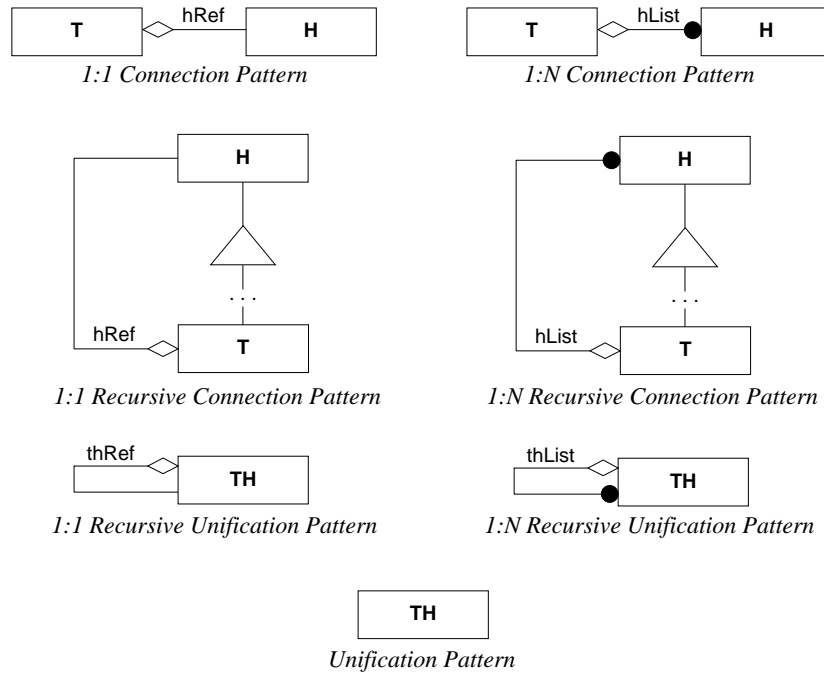 hRef
T
H
1:1 Connection Pattern
hList
T
H
1:N Connection Pattern
H
. . .
hRef
T
1:1 Recursive Connection Pattern
H
. . .
hList
T
1:N Recursive Connection Pattern
thRef
TH
1:1 Recursive Unification Pattern
thList
TH
1:N Recursive Unification Pattern
TH
Unification Pattern